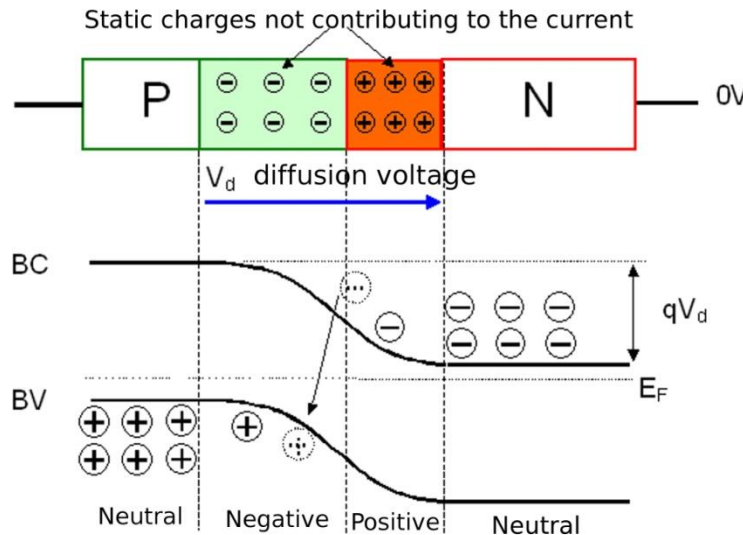 Static charges not contributing to the current
P
N
0V
Vd diffusion voltage
BC
qVd
EF
BV
Neutral
Negative
Positive
Neutral